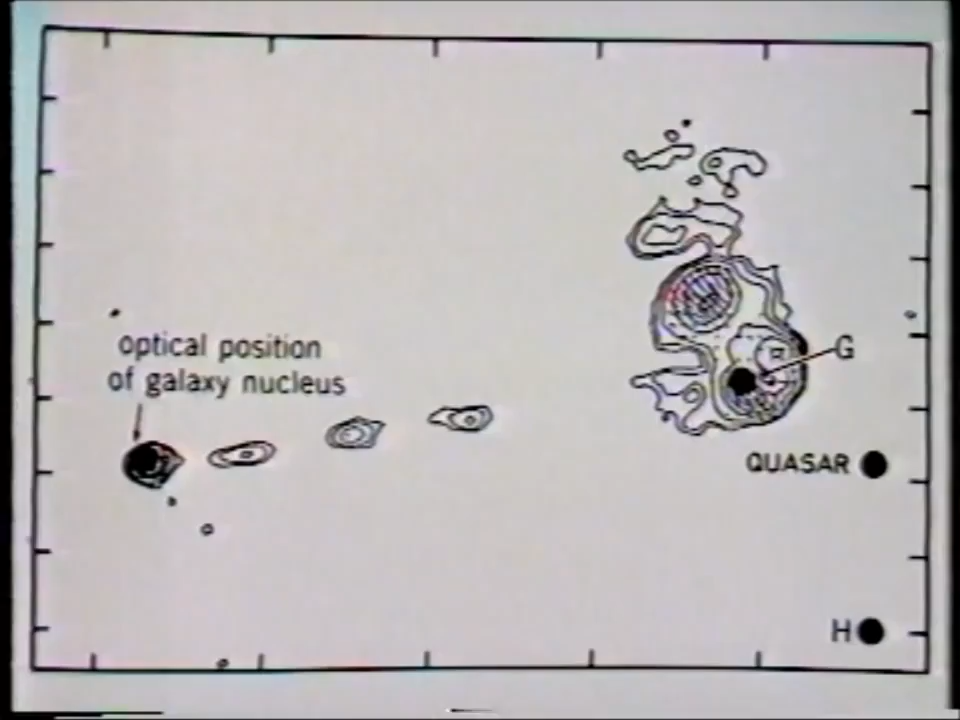 optical position
of galaxy nucleus
G
QUASAR
H